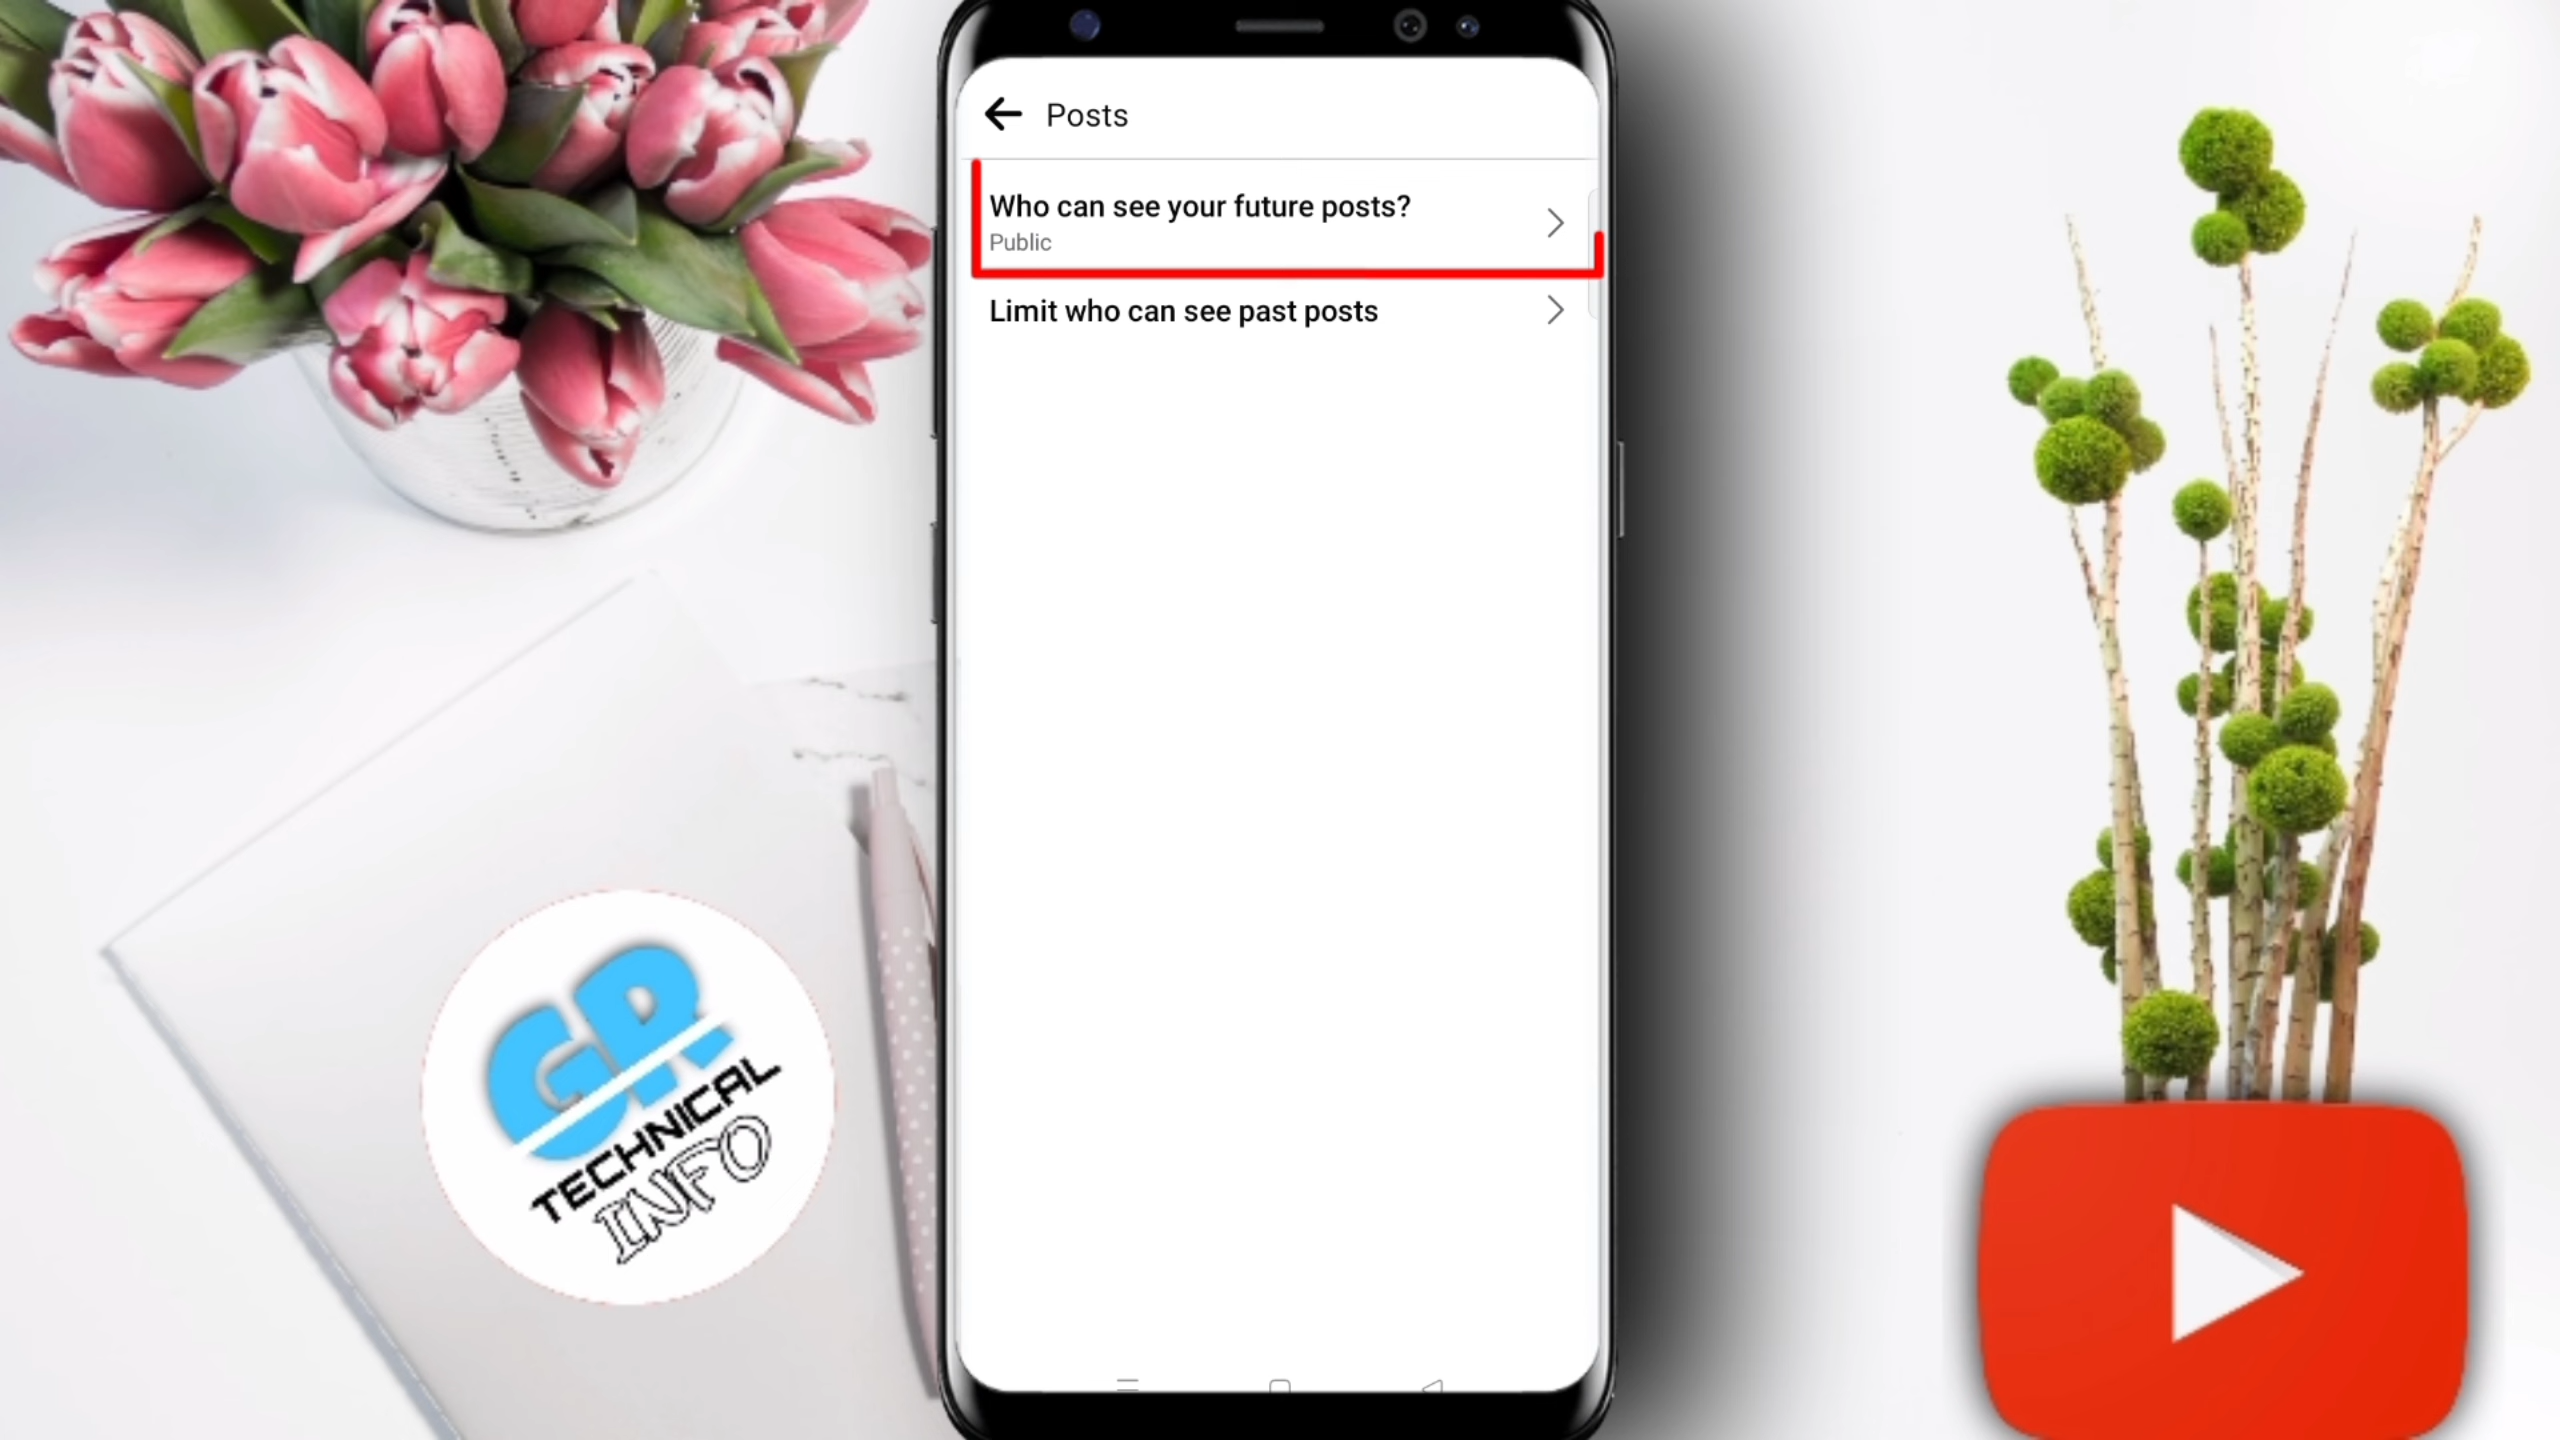 Posts
Who can see your future posts?
Public
Limit who can see past posts
GR
TECHNICAL
INFO